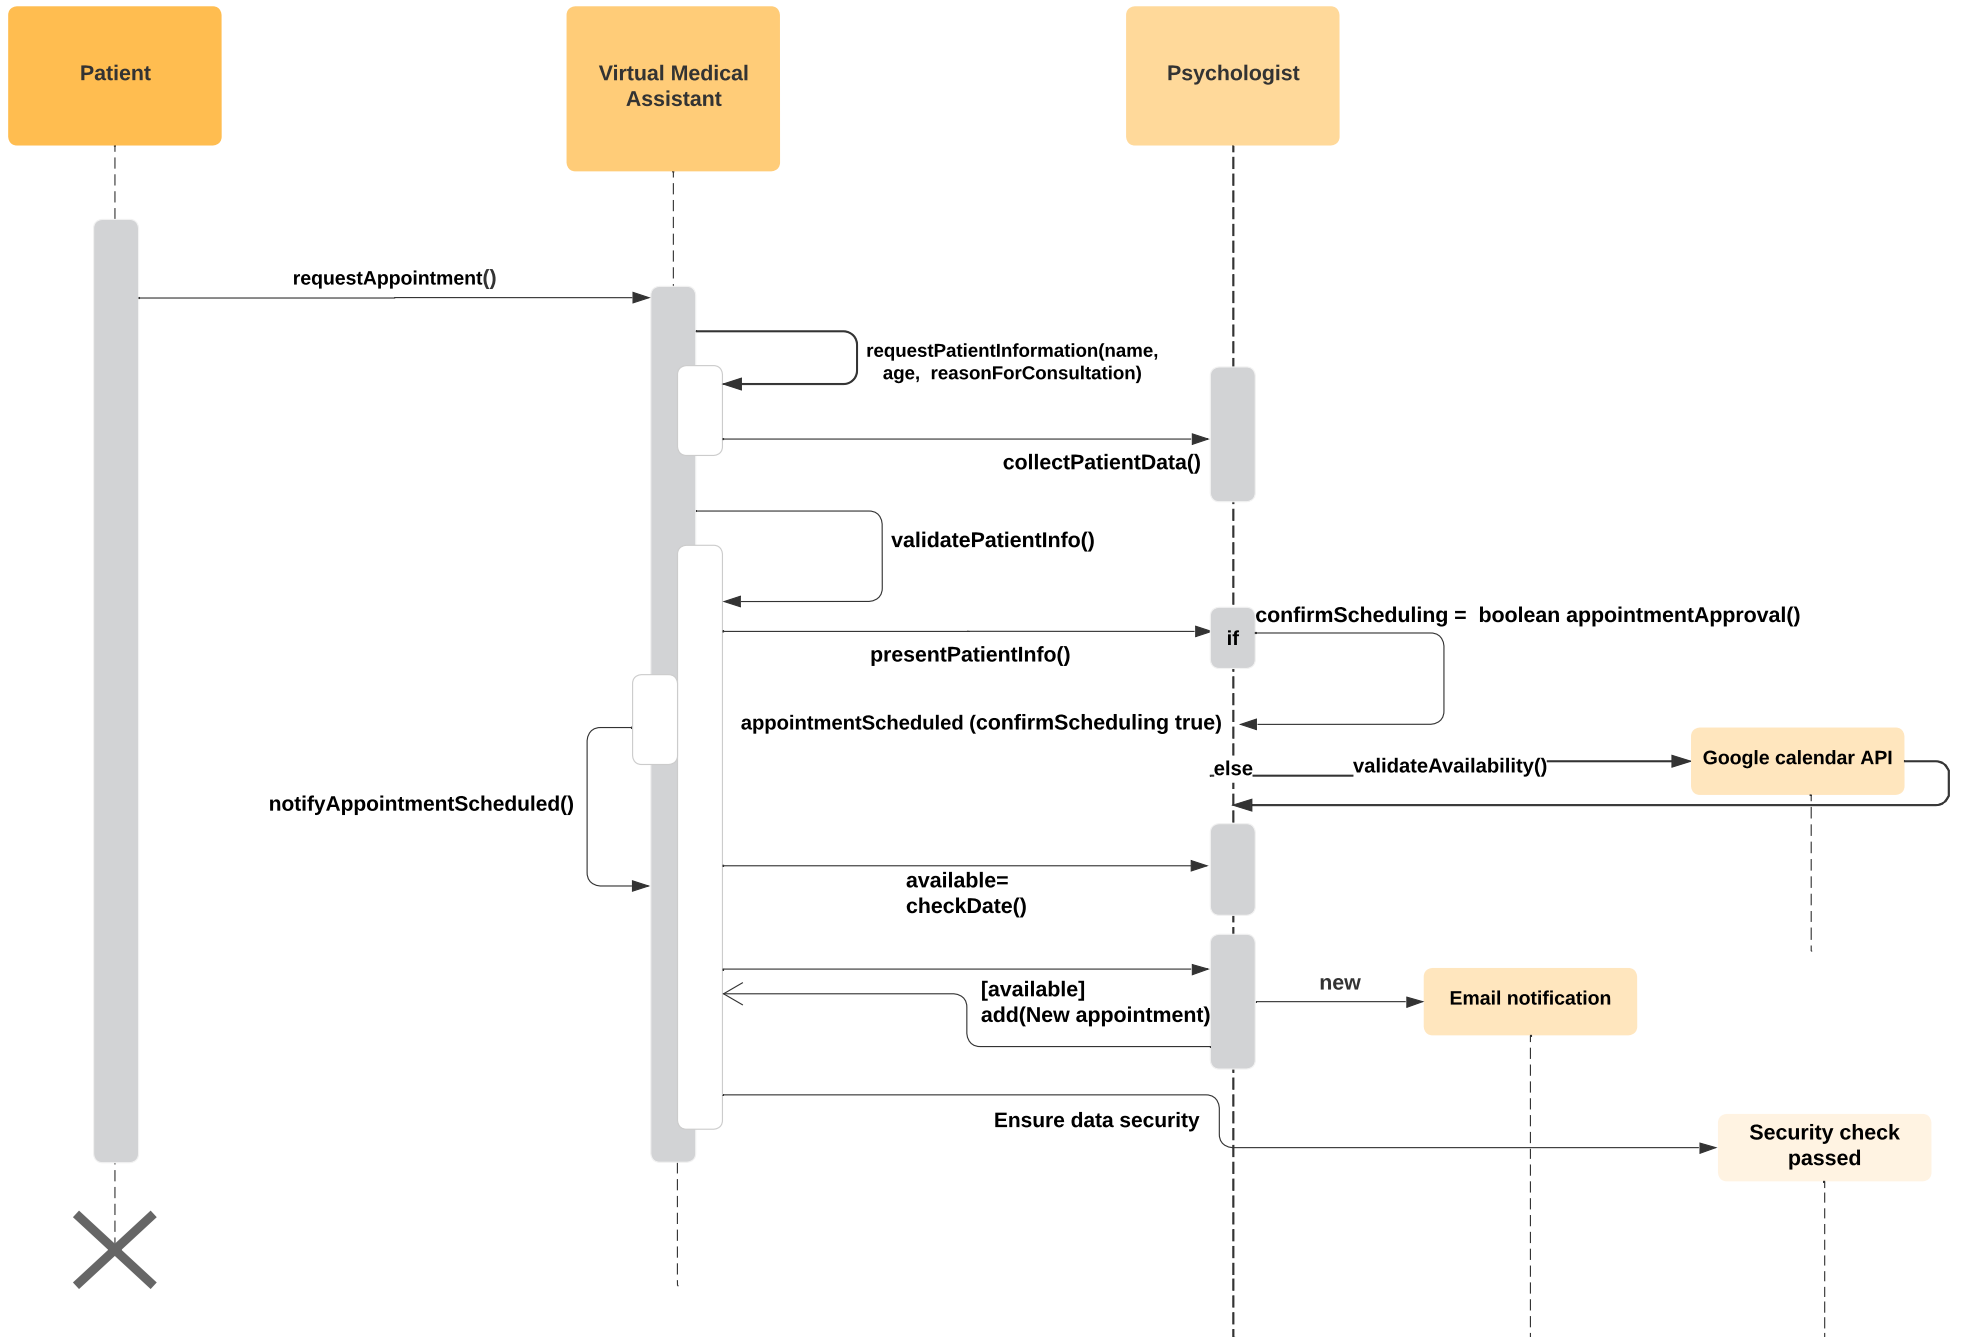 Patient
Virtual Medical
Assistant
Psychologist
requestAppointment()
requestPatientInformation(name,
age,  reasonForConsultation)
collectPatientData()
validatePatientInfo()
confirmScheduling =  boolean appointmentApproval()
if
presentPatientInfo()
appointmentScheduled (confirmScheduling true)
else
validateAvailability()
Google calendar API
notifyAppointmentScheduled()
available=
checkDate()
new
[available]
add(New appointment)
Email notification
Ensure data security
Security check
passed